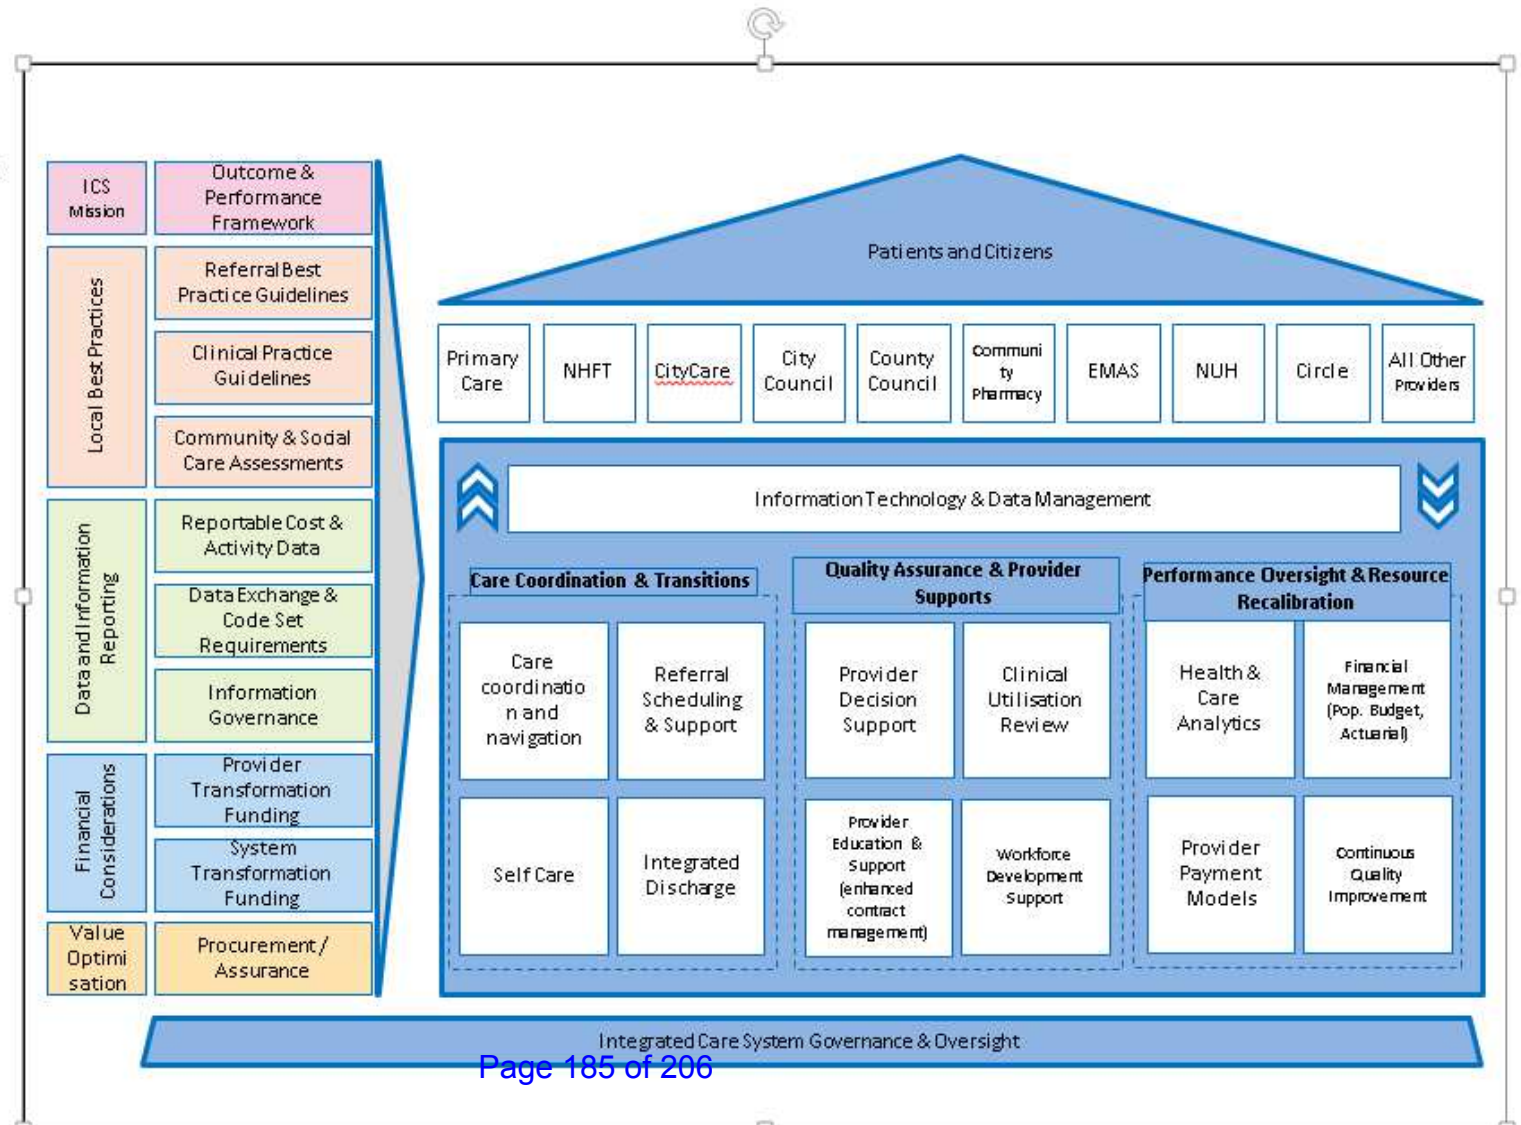 ICS
Mission
Outcome &
Performance
Framework
Local Best Practices
Referral Best
Practice Guidelines
Clinical Practice
Guidelines
Community & Social
Care Assessments
Data and Information
Reporting
Reportable Cost &
Activity Data
Data Exchange &
Code Set
Requirements
Information
Governance
Financial
Considerations
Provider
Transformation
Funding
System
Transformation
Funding
Value
Optimi
sation
Procurement /
Assurance
Patients and Citizens
Primary
Care
NHFT
CityCare
City
Council
County
Council
Communi
ty
Pharmacy
EMAS
NUH
Circle
All Other
Providers
Information Technology & Data Management
Care Coordination & Transitions
Care
coordinatio
n and
navigation
Referral
Scheduling
& Support
Self Care
Integrated
Discharge
Quality Assurance & Provider
Supports
Provider
Decision
Support
Clinical
Utilisation
Review
Provider
Education &
Support
(enhanced
contract
management)
Workforce
Development
Support
Performance Oversight & Resource
Recalibration
Health &
Care
Analytics
Financial
Management
(Pop. Budget,
Actuarial)
Provider
Payment
Models
Continuous
Quality
Improvement
Integrated Care System Governance & Oversight
Page 185 of 206